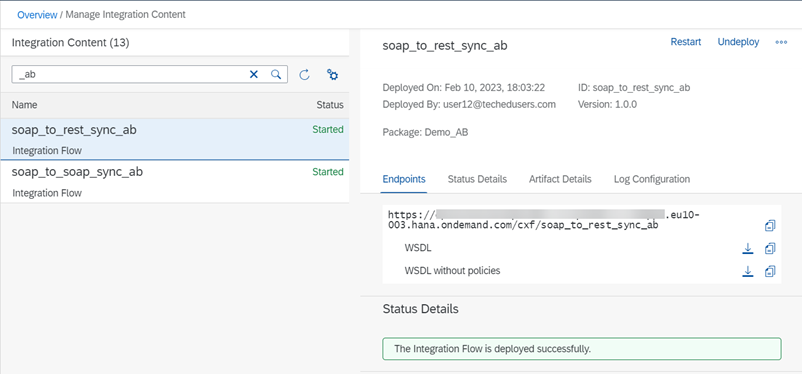 Overview / Manage Integration Content
Integration Content (13)
_ab
Name Status
soap_to_rest_sync_ab Started
Integration Flow
soap_to_soap_sync_ab Started
Integration Flow
soap_to_rest_sync_ab
Restart Undeploy
Deployed On: Feb 10, 2023, 18:03:22 ID: soap_to_rest_sync_ab
Deployed By: user12@techedusers.com Version: 1.0.0
Package: Demo_AB
Endpoints Status Details Artifact Details Log Configuration
https:// .eu10-
003.hana.ondemand.com/cxf/soap_to_rest_sync_ab
WSDL
WSDL without policies
Status Details
The Integration Flow is deployed successfully.